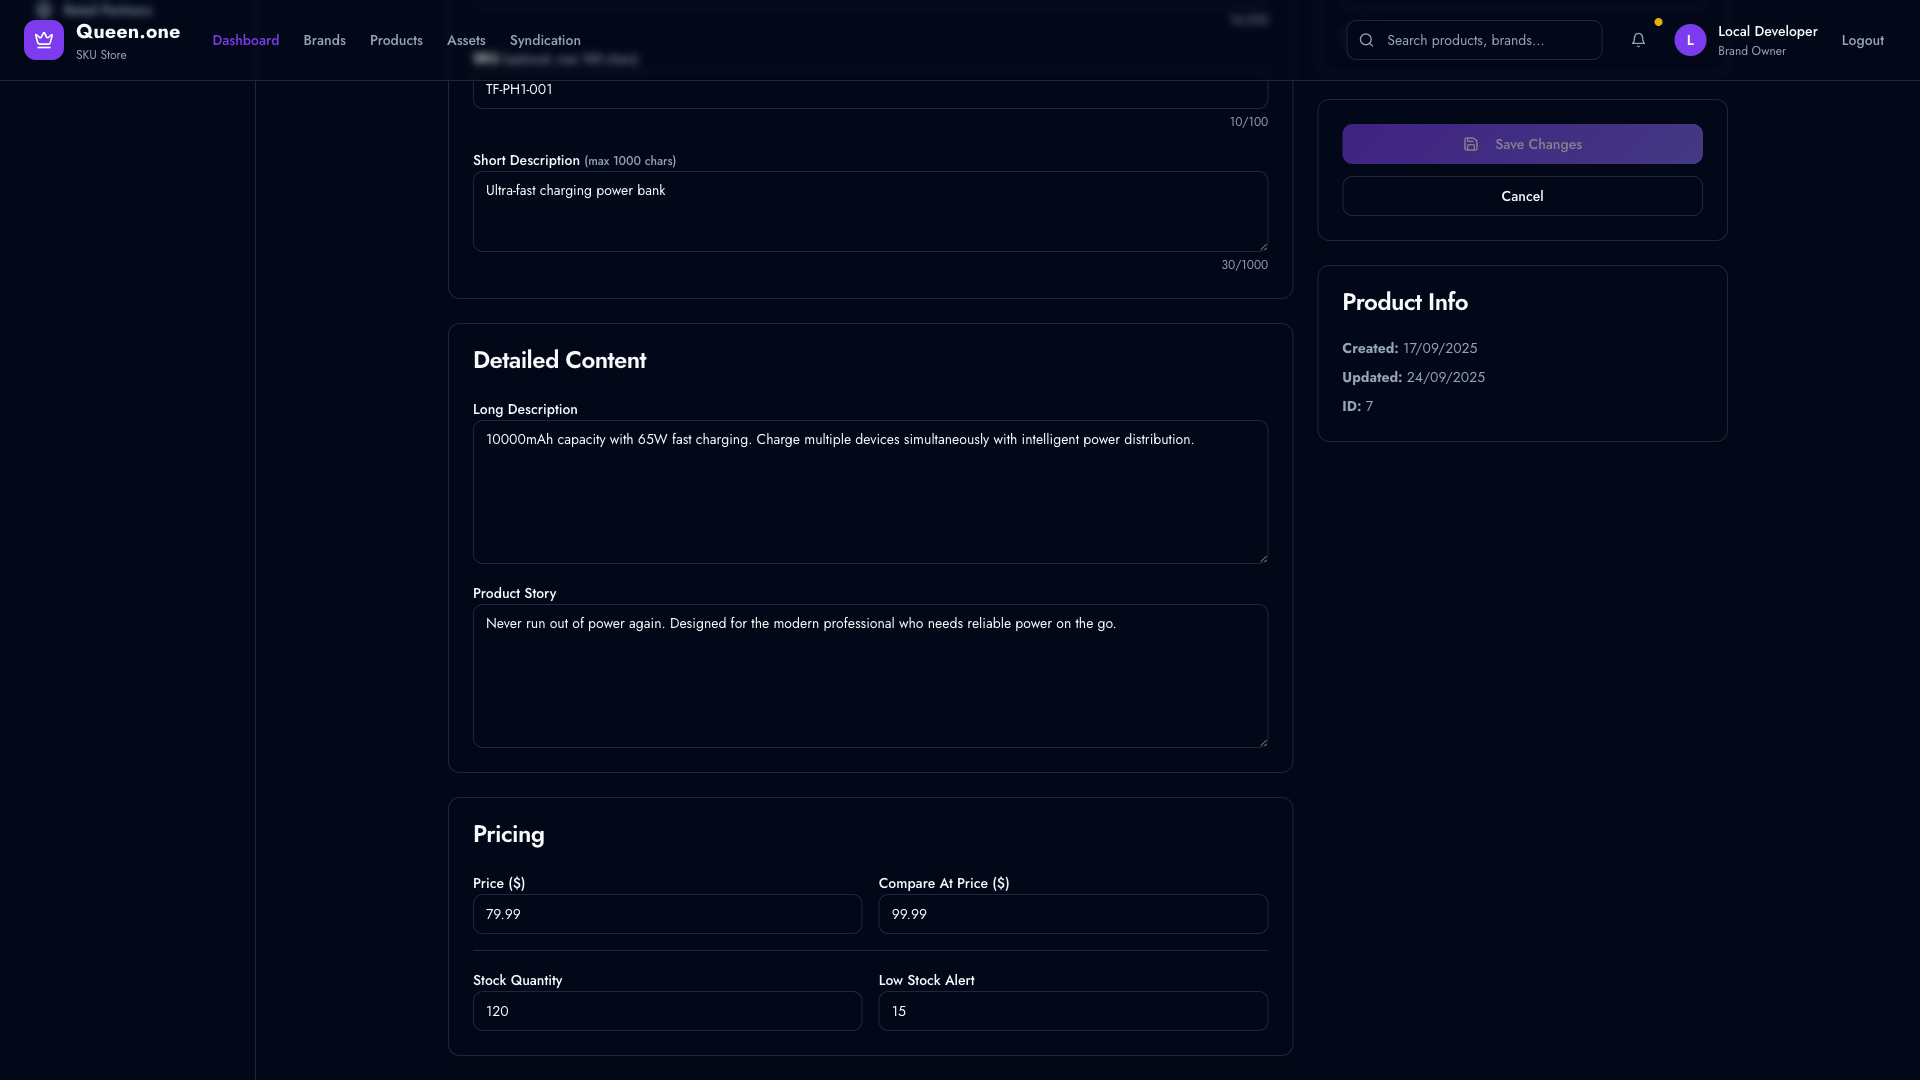 Queen.one
SKU Store
Dashboard
Brands
Products
Assets
Syndication
Search products, brands...
L
Local Developer
Brand Owner
Logout
TF-PH1-001
10/100
Short Description (max 1000 chars)
Ultra-fast charging power bank
30/1000
Detailed Content
Long Description
10000mAh capacity with 65W fast charging. Charge multiple devices simultaneously with intelligent power distribution.
Product Story
Never run out of power again. Designed for the modern professional who needs reliable power on the go.
Pricing
Price ($)
Compare At Price ($)
79.99
99.99
Stock Quantity
Low Stock Alert
120
15
Save Changes
Cancel
Product Info
Created: 17/09/2025
Updated: 24/09/2025
ID: 7